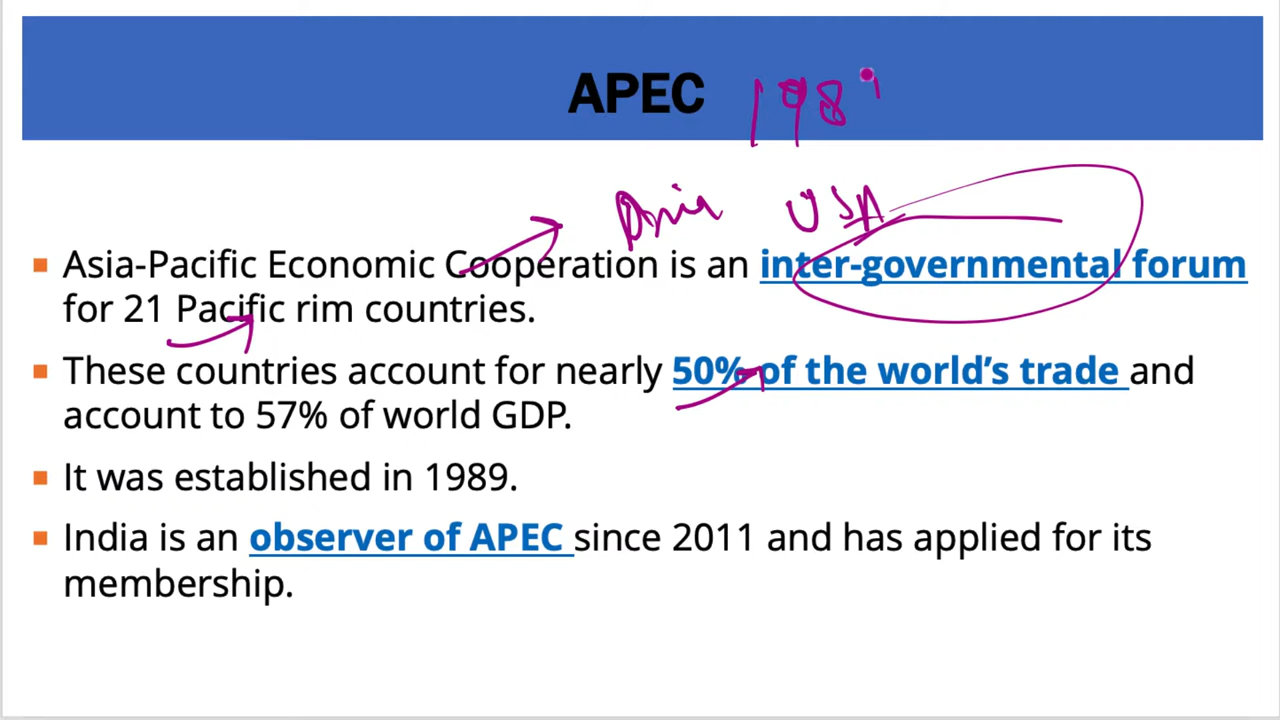 APEC 198
Asia USA
Asia-Pacific Economic Cooperation is an inter-governmental forum
for 21 Pacific rim countries.
These countries account for nearly 50% of the world’s trade and
account to 57% of world GDP.
It was established in 1989.
India is an observer of APEC since 2011 and has applied for its
membership.